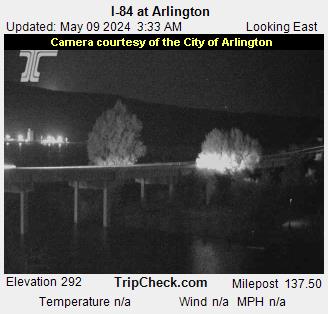 I-84 at Arlington
Updated: May 09 2024 3:33 AM Looking East
Camera courtesy of the City of Arlington
Elevation 292 TripCheck.com Milepost 137.50
Temperature n/a Wind n/a MPH n/a